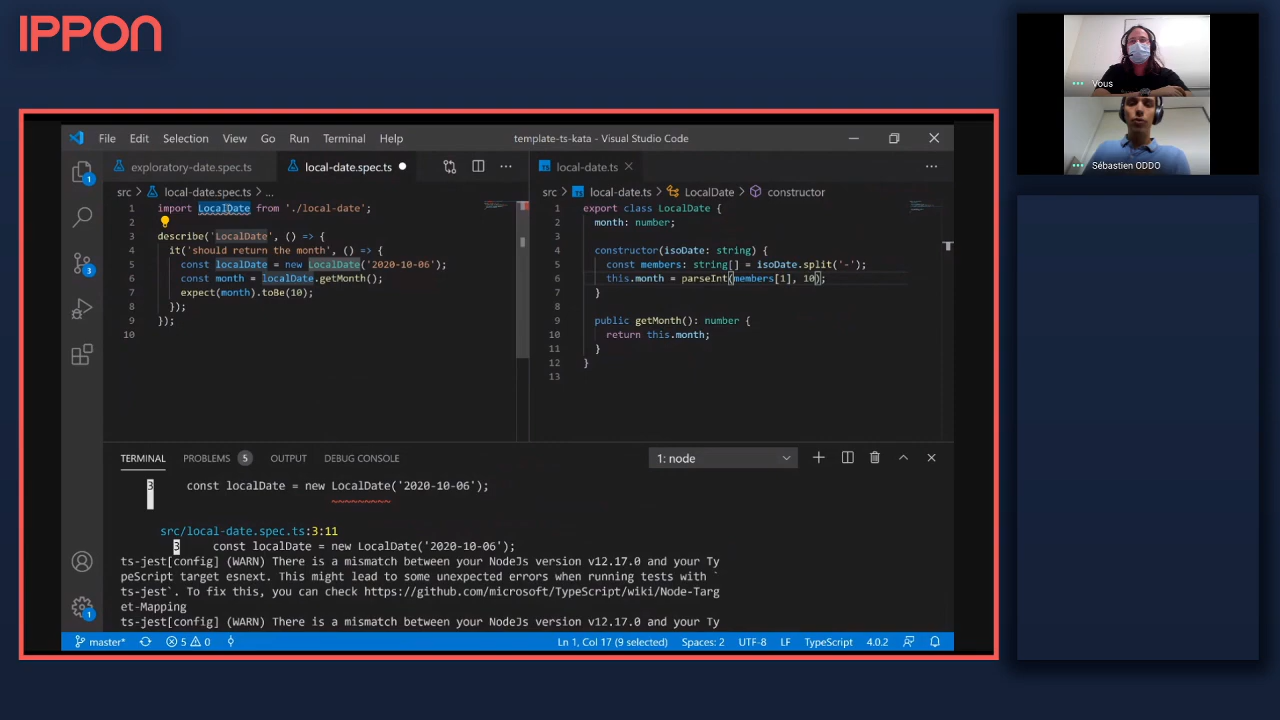 IPPON
File Edit Selection View Go Run Terminal Help
template-ts-kata - Visual Studio Code
exploratory-date.spec.ts
local-date.spec.ts
src > local-date.spec.ts > ...
1 import LocalDate from './local-date';
2
3 describe('LocalDate', () => {
4 it('should return the month', () => {
5 const localDate = new LocalDate('2020-10-06');
6 const month = localDate.getMonth();
7 expect(month).toBe(10);
8 });
9 });
10
local-date.ts
src > local-date.ts > LocalDate > constructor
1 export class LocalDate {
2 month: number;
3
4 constructor(isoDate: string) {
5 const members: string[] = isoDate.split('-');
6 this.month = parseInt(members[1], 10);
7 }
8
9 public getMonth(): number {
10 return this.month;
11 }
12 }
13
1
3
1
TERMINAL PROBLEMS 5 OUTPUT DEBUG CONSOLE
1: node
3 const localDate = new LocalDate('2020-10-06');
~~~~~~~~~
src/local-date.spec.ts:3:11
3 const localDate = new LocalDate('2020-10-06');
ts-jest[config] (WARN) There is a mismatch between your NodeJs version v12.17.0 and your Ty
peScript target esnext. This might lead to some unexpected errors when running tests with `
ts-jest`. To fix this, you can check https://github.com/microsoft/TypeScript/wiki/Node-Targ
et-Mapping
ts-jest[config] (WARN) There is a mismatch between your NodeJs version v12.17.0 and your Ty
master* 5 0 Ln 1, Col 17 (9 selected) Spaces: 2 UTF-8 LF TypeScript 4.0.2
Vous
Sébastien ODDO